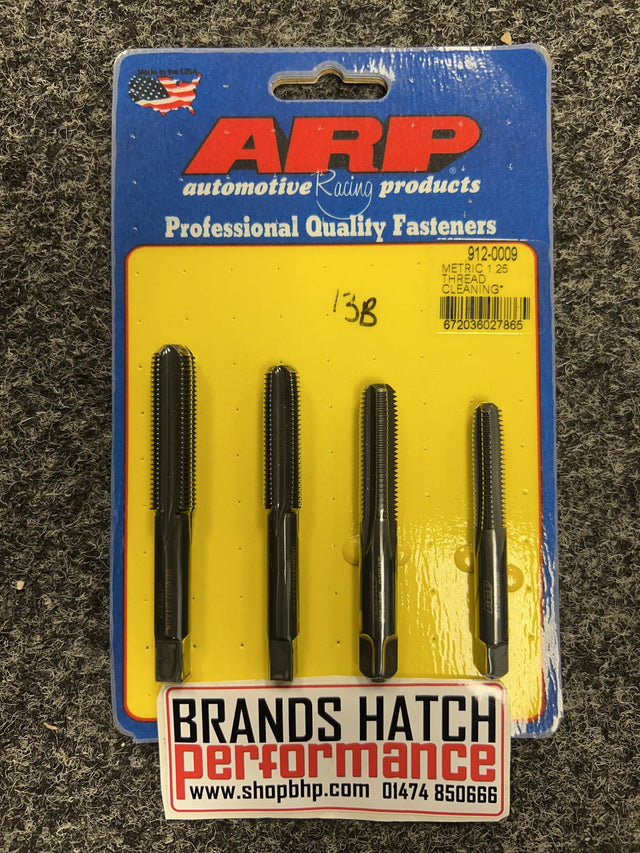 Made in the USA
ARP
automotive Racing products
Professional Quality Fasteners
912-0009
METRIC 1.25
THREAD
CLEANING*
672036027865
13B
ARP
BRANDS HATCH
performance
www.shopbhp.com 01474 850666